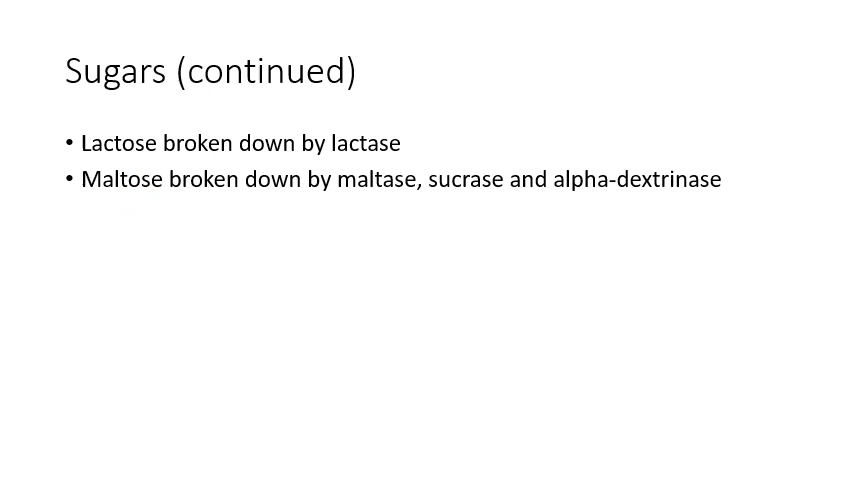 Sugars (continued)
• Lactose broken down by lactase
• Maltose broken down by maltase, sucrase and alpha-dextrinase